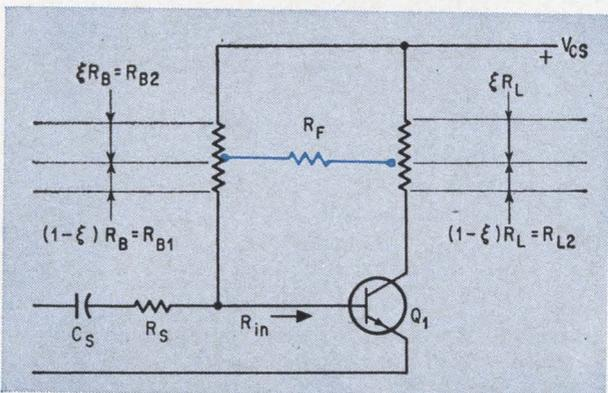 V_CS
+
ξR_B = R_B2
ξR_L
R_F
(1-ξ) R_B = R_B1
(1-ξ) R_L = R_L2
C_S
R_S
R_in
Q_1